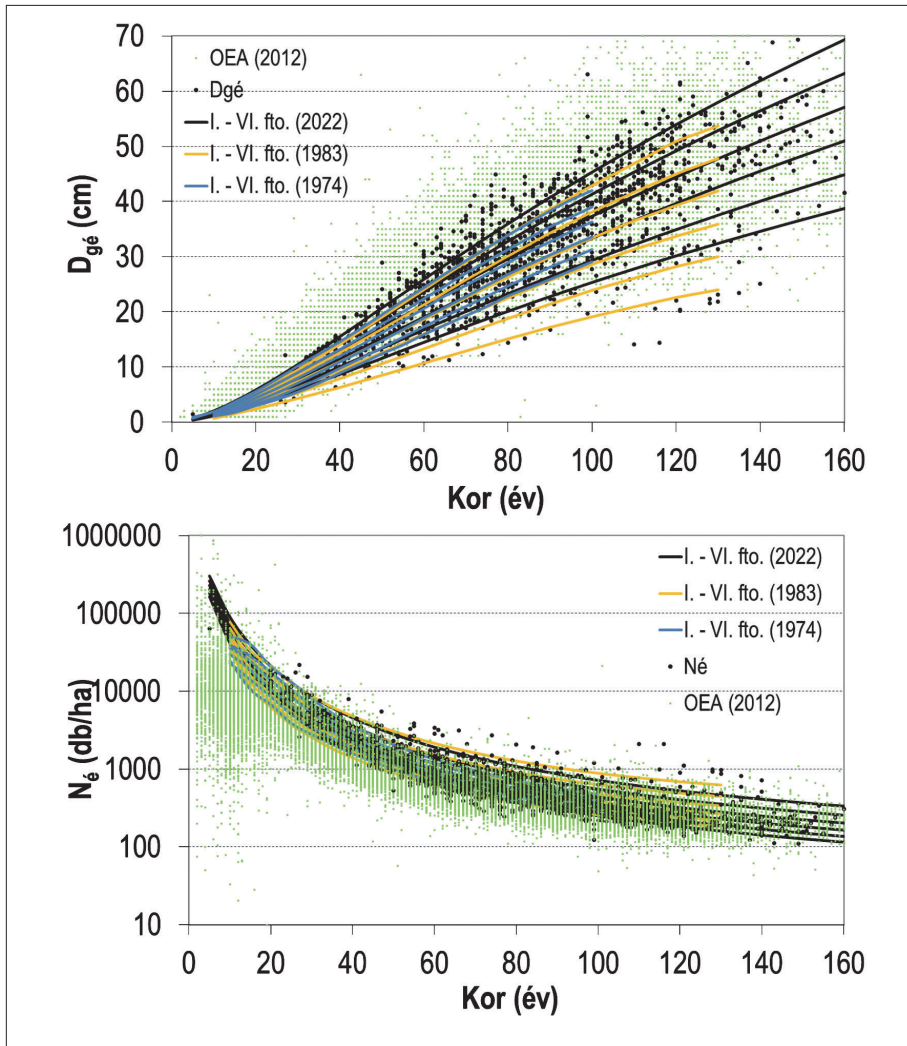 70
60
50
40
30
20
10
0
D_gé (cm)
OEA (2012)
Dgé
I. - VI. fto. (2022)
I. - VI. fto. (1983)
I. - VI. fto. (1974)
0 20 40 60 80 100 120 140 160
Kor (év)
1000000
100000
10000
1000
100
10
N_é (db/ha)
I. - VI. fto. (2022)
I. - VI. fto. (1983)
I. - VI. fto. (1974)
Né
OEA (2012)
0 20 40 60 80 100 120 140 160
Kor (év)